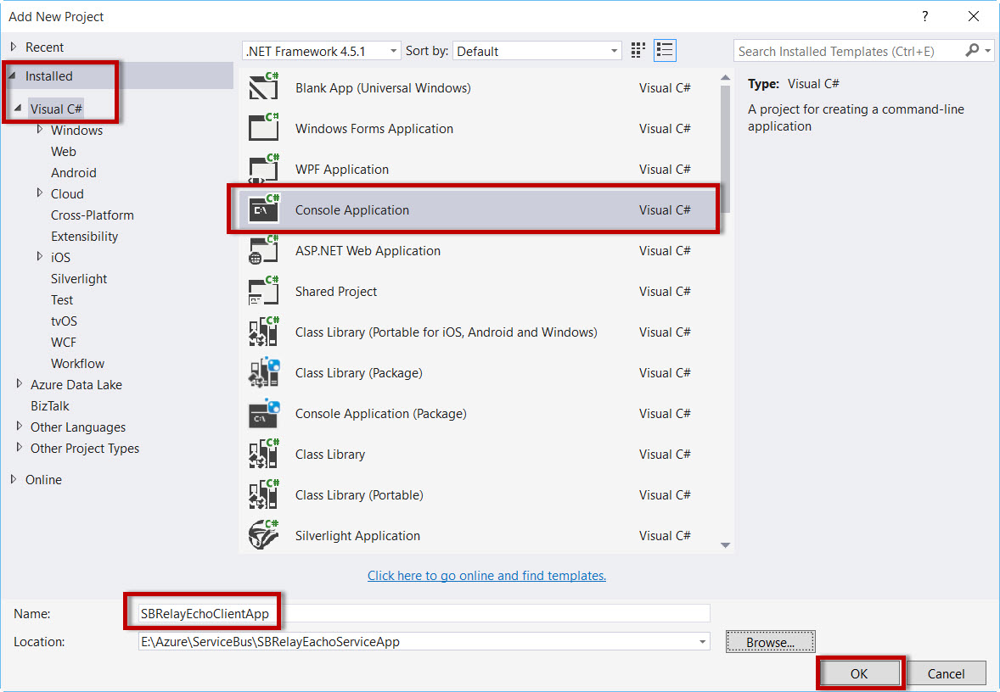 Add New Project
?
Recent
Installed
Visual C#
Windows
Web
Android
Cloud
Cross-Platform
Extensibility
iOS
Silverlight
Test
tvOS
WCF
Workflow
Azure Data Lake
BizTalk
Other Languages
Other Project Types
Online
.NET Framework 4.5.1 Sort by: Default
C# Blank App (Universal Windows) Visual C#
C# Windows Forms Application Visual C#
C# WPF Application Visual C#
C# C:\ Console Application Visual C#
C# ASP.NET Web Application Visual C#
C# Shared Project Visual C#
C# Class Library (Portable for iOS, Android and Windows) Visual C#
Class Library (Package) Visual C#
C:\ Console Application (Package) Visual C#
C# Class Library Visual C#
C# Class Library (Portable) Visual C#
C# Silverlight Application Visual C#
Click here to go online and find templates.
Search Installed Templates (Ctrl+E)
Type: Visual C#
A project for creating a command-line
application
Name: SBRelayEchoClientApp
Location: E:\Azure\ServiceBus\SBRelayEachoServiceApp
Browse...
OK Cancel